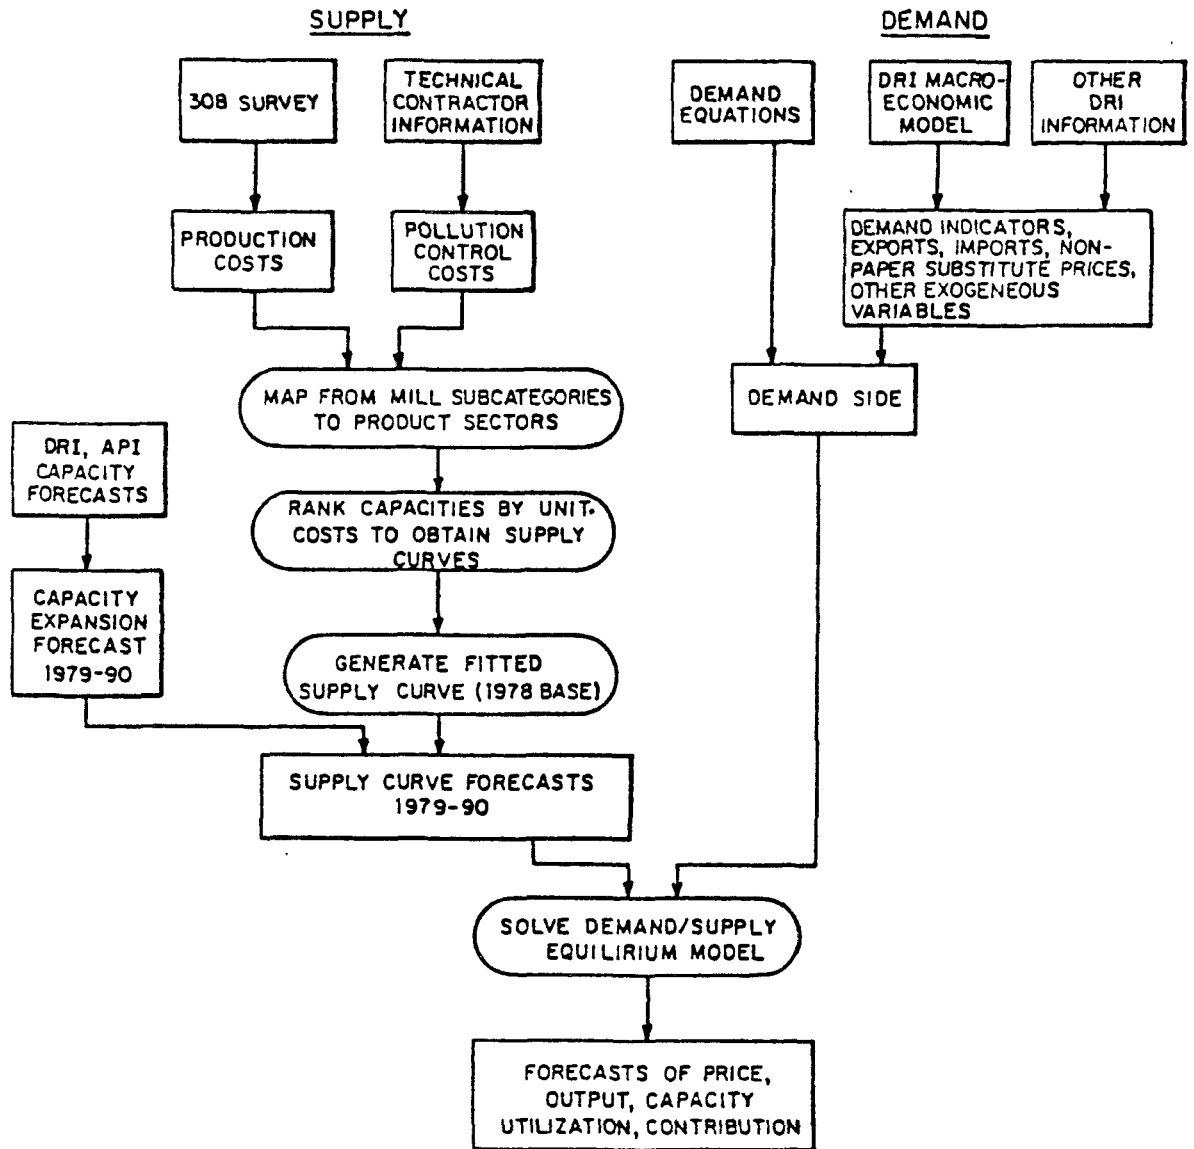 SUPPLY
DEMAND
308 SURVEY
TECHNICAL
CONTRACTOR
INFORMATION
DEMAND
EQUATIONS
DRI MACRO-
ECONOMIC
MODEL
OTHER
DRI
INFORMATION
PRODUCTION
COSTS
POLLUTION
CONTROL
COSTS
DEMAND INDICATORS,
EXPORTS, IMPORTS, NON-
PAPER SUBSTITUTE PRICES,
OTHER EXOGENEOUS
VARIABLES
MAP FROM MILL SUBCATEGORIES
TO PRODUCT SECTORS
DEMAND SIDE
DRI, API
CAPACITY
FORECASTS
RANK CAPACITIES BY UNIT.
COSTS TO OBTAIN SUPPLY
CURVES
CAPACITY
EXPANSION
FORECAST
1979-90
GENERATE FITTED
SUPPLY CURVE (1978 BASE)
SUPPLY CURVE FORECASTS
1979-90
SOLVE DEMAND/SUPPLY
EQUILIRIUM MODEL
FORECASTS OF PRICE,
OUTPUT, CAPACITY
UTILIZATION, CONTRIBUTION